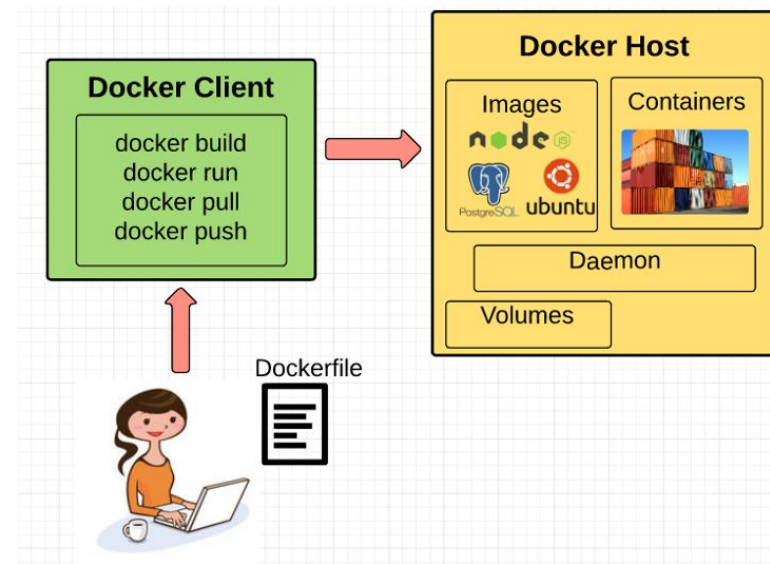 Docker Client
docker build
docker run
docker pull
docker push
Docker Host
Images
node
JS
PostgreSQL
ubuntu
Containers
Daemon
Volumes
Dockerfile